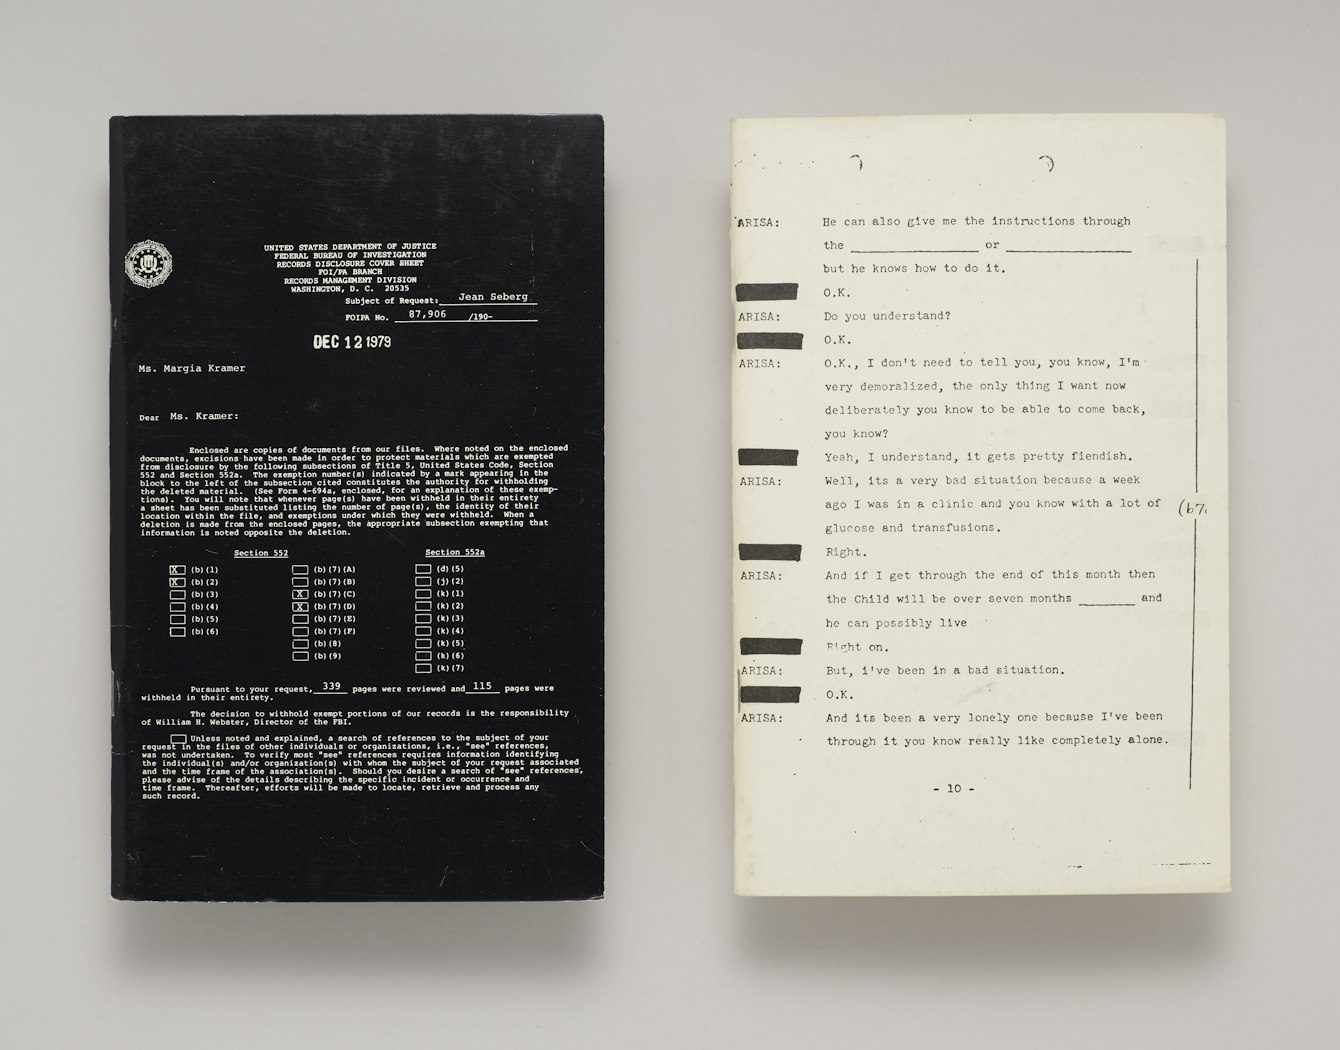 UNITED STATES DEPARTMENT OF JUSTICE
FEDERAL BUREAU OF INVESTIGATION
RECORDS DISCLOSURE COVER SHEET
FOI/PA BRANCH
RECORDS MANAGEMENT DIVISION
WASHINGTON, D. C. 20535
Subject of Request: Jean Seberg
FOIPA No. 87,906 /190-
DEC 12 1979
Ms. Margia Kramer
Dear Ms. Kramer:
Enclosed are copies of documents from our files. Where noted on the enclosed
documents, excisions have been made in order to protect materials which are exempted
from disclosure by the following subsections of Title 5, United States Code, Section
552 and Section 552a. The exemption number(s) indicated by a mark appearing in the
block to the left of the subsection cited constitutes the authority for withholding
the deleted material. (See Form 4-694a, enclosed, for an explanation of these exemp-
tions). You will note that whenever page(s) have been withheld in their entirety
a sheet has been substituted listing the number of page(s), the identity of their
location within the file, and exemptions under which they were withheld. When a
deletion is made from the enclosed pages, the appropriate subsection exempting that
information is noted opposite the deletion.
Section 552 Section 552a
X (b)(1) (b)(7)(A) (d)(5)
X (b)(2) (b)(7)(B) (j)(2)
(b)(3) X (b)(7)(C) (k)(1)
(b)(4) X (b)(7)(D) (k)(2)
(b)(5) (b)(7)(E) (k)(3)
(b)(6) (b)(7)(F) (k)(4)
(b)(8) (k)(5)
(b)(9) (k)(6)
(k)(7)
Pursuant to your request, 339 pages were reviewed and 115 pages were
withheld in their entirety.
The decision to withhold exempt portions of our records is the responsibility
of William H. Webster, Director of the FBI.
Unless noted and explained, a search of references to the subject of your
request in the files of other individuals or organizations, i.e., "see" references,
was not undertaken. To verify most "see" references requires information identifying
the individual(s) and/or organization(s) with whom the subject of your request associated
and the time frame of the association(s). Should you desire a search of "see" references,
please advise of the details describing the specific incident or occurrence and
time frame. Thereafter, efforts will be made to locate, retrieve and process any
such record.
ARISA: He can also give me the instructions through
the ________ or ________
but he knows how to do it.
O.K.
ARISA: Do you understand?
O.K.
ARISA: O.K., I don't need to tell you, you know, I'm
very demoralized, the only thing I want now
deliberately you know to be able to come back,
you know?
Yeah, I understand, it gets pretty fiendish.
ARISA: Well, its a very bad situation because a week
ago I was in a clinic and you know with a lot of
glucose and transfusions.
(b7
Right.
ARISA: And if I get through the end of this month then
the Child will be over seven months ____ and
he can possibly live
Right on.
ARISA: But, i've been in a bad situation.
O.K.
ARISA: And its been a very lonely one because I've been
through it you know really like completely alone.
- 10 -